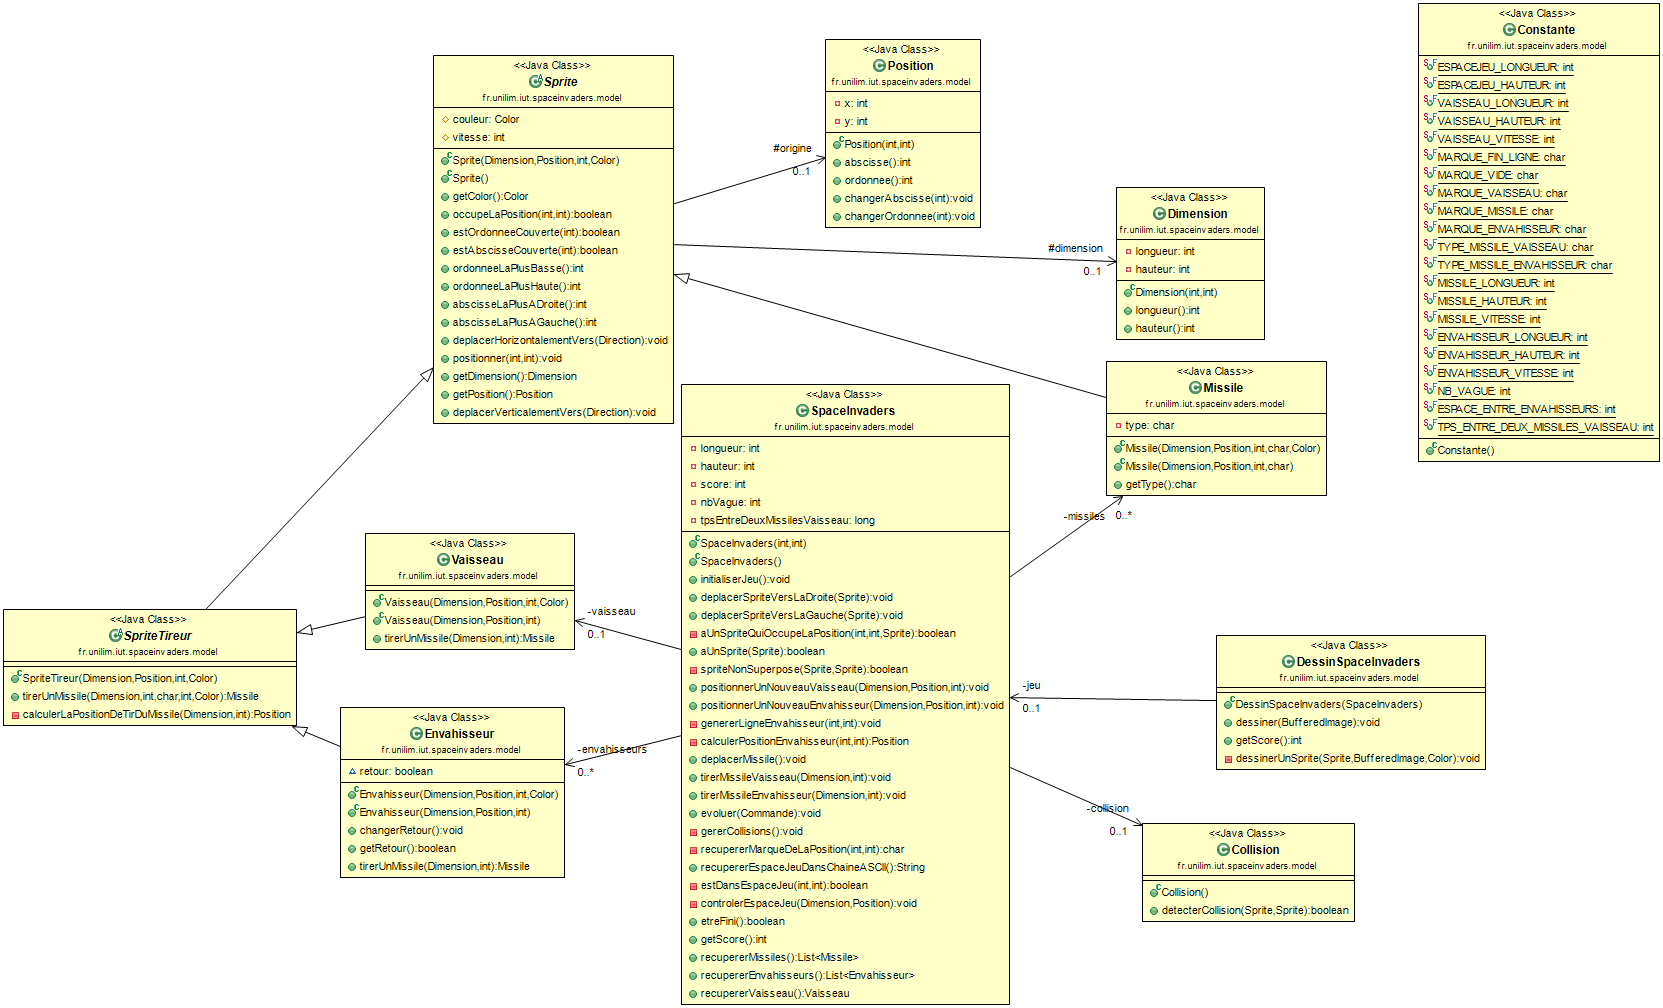 <<Java Class>>
Sprite
fr.unilim.iut.spaceinvaders.model
couleur: Color
vitesse: int
Sprite(Dimension,Position,int,Color)
Sprite()
getColor():Color
occupeLaPosition(int,int):boolean
estOrdonneeCouverte(int):boolean
estAbscisseCouverte(int):boolean
ordonneeLaPlusBasse():int
ordonneeLaPlusHaute():int
abscisseLaPlusADroite():int
abscisseLaPlusAGauche():int
deplacerHorizontalementVers(Direction):void
positionner(int,int):void
getDimension():Dimension
getPosition():Position
deplacerVerticalementVers(Direction):void
#origine
0..1
<<Java Class>>
Position
fr.unilim.iut.spaceinvaders.model
x: int
y: int
Position(int,int)
abscisse():int
ordonnee():int
changerAbscisse(int):void
changerOrdonnee(int):void
#dimension
0..1
<<Java Class>>
Dimension
fr.unilim.iut.spaceinvaders.model
longueur: int
hauteur: int
Dimension(int,int)
longueur():int
hauteur():int
<<Java Class>>
Constante
fr.unilim.iut.spaceinvaders.model
ESPACEJEU_LONGUEUR: int
ESPACEJEU_HAUTEUR: int
VAISSEAU_LONGUEUR: int
VAISSEAU_HAUTEUR: int
VAISSEAU_VITESSE: int
MARQUE_FIN_LIGNE: char
MARQUE_VIDE: char
MARQUE_VAISSEAU: char
MARQUE_MISSILE: char
MARQUE_ENVAHISSEUR: char
TYPE_MISSILE_VAISSEAU: char
TYPE_MISSILE_ENVAHISSEUR: char
MISSILE_LONGUEUR: int
MISSILE_HAUTEUR: int
MISSILE_VITESSE: int
ENVAHISSEUR_LONGUEUR: int
ENVAHISSEUR_HAUTEUR: int
ENVAHISSEUR_VITESSE: int
NB_VAGUE: int
ESPACE_ENTRE_ENVAHISSEURS: int
TPS_ENTRE_DEUX_MISSILES_VAISSEAU: int
Constante()
<<Java Class>>
Missile
fr.unilim.iut.spaceinvaders.model
type: char
Missile(Dimension,Position,int,char,Color)
Missile(Dimension,Position,int,char)
getType():char
-missiles
0..*
<<Java Class>>
SpaceInvaders
fr.unilim.iut.spaceinvaders.model
longueur: int
hauteur: int
score: int
nbVague: int
tpsEntreDeuxMissilesVaisseau: long
SpaceInvaders(int,int)
SpaceInvaders()
initialiserJeu():void
deplacerSpriteVersLaDroite(Sprite):void
deplacerSpriteVersLaGauche(Sprite):void
aUnSpriteQuiOccupeLaPosition(int,int,Sprite):boolean
aUnSprite(Sprite):boolean
spriteNonSuperpose(Sprite,Sprite):boolean
positionnerUnNouveauVaisseau(Dimension,Position,int):void
positionnerUnNouveauEnvahisseur(Dimension,Position,int):void
genererLigneEnvahisseur(int,int):void
calculerPositionEnvahisseur(int,int):Position
deplacerMissile():void
tirerMissileVaisseau(Dimension,int):void
tirerMissileEnvahisseur(Dimension,int):void
evoluer(Commande):void
gererCollisions():void
recupererMarqueDeLaPosition(int,int):char
recupererEspaceJeuDansChaineASCII():String
estDansEspaceJeu(int,int):boolean
controlerEspaceJeu(Dimension,Position):void
etreFini():boolean
getScore():int
recupererMissiles():List<Missile>
recupererEnvahisseurs():List<Envahisseur>
recupererVaisseau():Vaisseau
<<Java Class>>
Vaisseau
fr.unilim.iut.spaceinvaders.model
Vaisseau(Dimension,Position,int,Color)
Vaisseau(Dimension,Position,int)
tirerUnMissile(Dimension,int):Missile
-vaisseau
0..1
<<Java Class>>
SpriteTireur
fr.unilim.iut.spaceinvaders.model
SpriteTireur(Dimension,Position,int,Color)
tirerUnMissile(Dimension,int,char,int,Color):Missile
calculerLaPositionDeTirDuMissile(Dimension,int):Position
<<Java Class>>
Envahisseur
fr.unilim.iut.spaceinvaders.model
retour: boolean
Envahisseur(Dimension,Position,int,Color)
Envahisseur(Dimension,Position,int)
changerRetour():void
getRetour():boolean
tirerUnMissile(Dimension,int):Missile
-envahisseurs
0..*
-jeu
0..1
<<Java Class>>
DessinSpaceInvaders
fr.unilim.iut.spaceinvaders.model
DessinSpaceInvaders(SpaceInvaders)
dessiner(BufferedImage):void
getScore():int
dessinerUnSprite(Sprite,BufferedImage,Color):void
-collision
0..1
<<Java Class>>
Collision
fr.unilim.iut.spaceinvaders.model
Collision()
detecterCollision(Sprite,Sprite):boolean